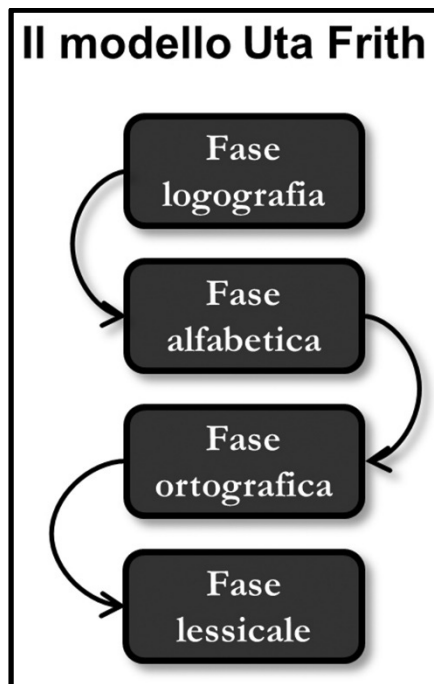 Il modello Uta Frith
Fase
logografia
Fase
alfabetica
Fase
ortografica
Fase
lessicale